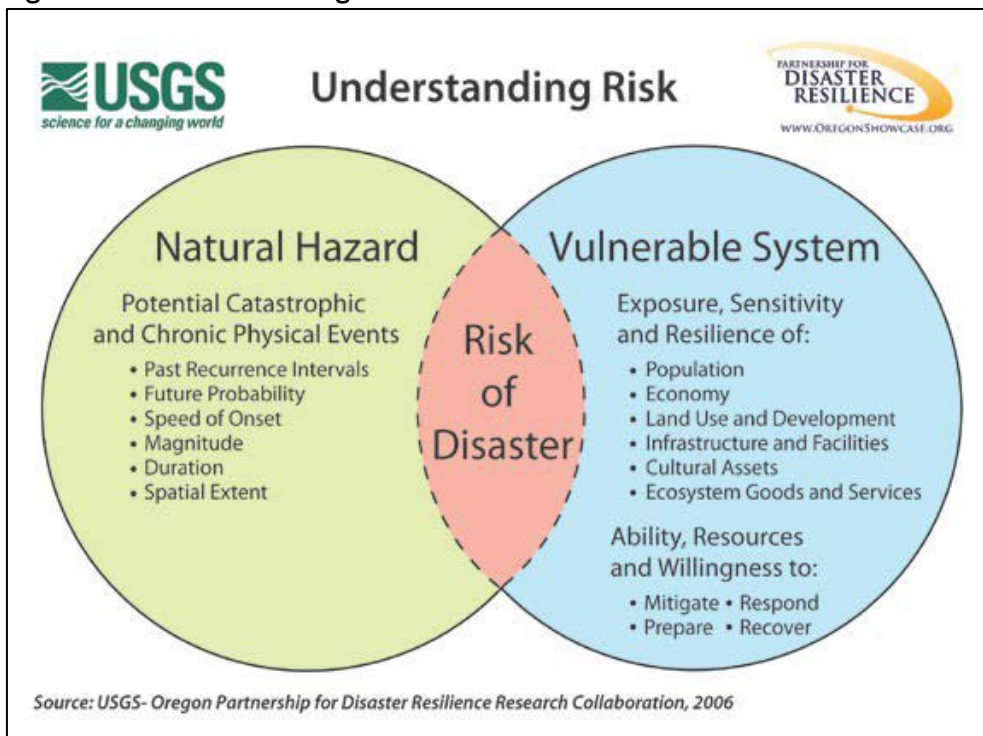 USGS
science for a changing world
Understanding Risk
PARTNERSHIP FOR
DISASTER
RESILIENCE
WWW.OREGONSHOWCASE.ORG
Natural Hazard
Potential Catastrophic
and Chronic Physical Events
• Past Recurrence Intervals
• Future Probability
• Speed of Onset
• Magnitude
• Duration
• Spatial Extent
Risk
of
Disaster
Vulnerable System
Exposure, Sensitivity
and Resilience of:
• Population
• Economy
• Land Use and Development
• Infrastructure and Facilities
• Cultural Assets
• Ecosystem Goods and Services
Ability, Resources
and Willingness to:
• Mitigate • Respond
• Prepare • Recover
Source: USGS- Oregon Partnership for Disaster Resilience Research Collaboration, 2006